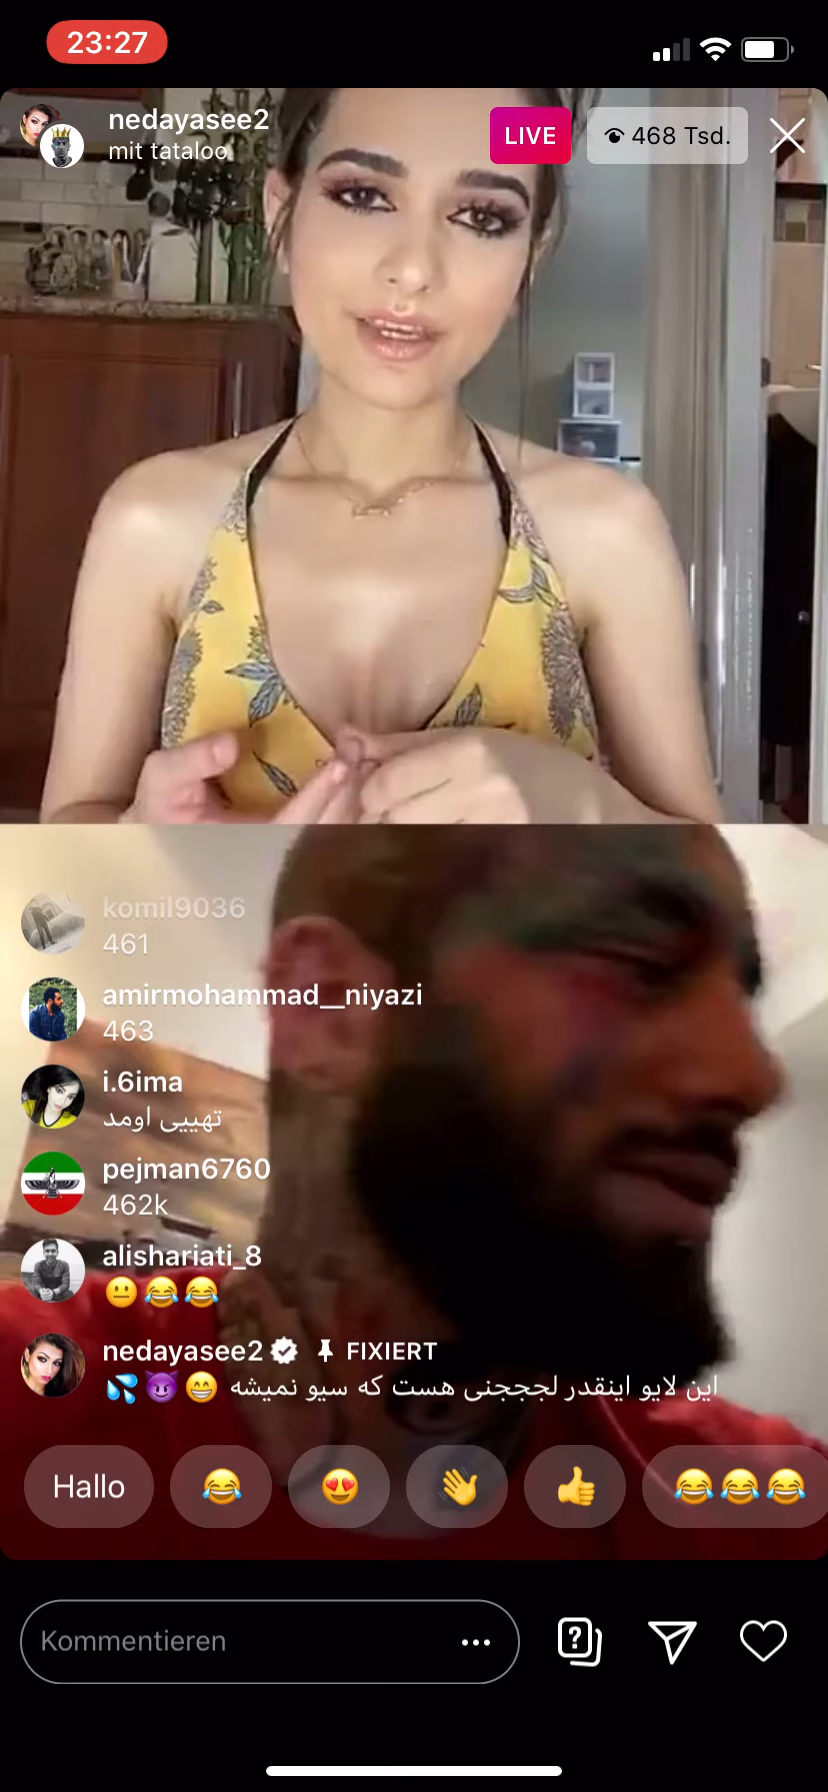 23:27
nedayasee2
mit tataloo
LIVE
468 Tsd.
komil9036
461
amirmohammad__niyazi
463
i.6ima
تهییی اومد
pejman6760
462k
alishariati_8
😐😂😂
nedayasee2 FIXIERT
این لایو اینقدر لججججنی هست که سیو نمیشه 😁😈💦
Hallo 😂 😍 👋 👍 😂😂😂
Kommentieren